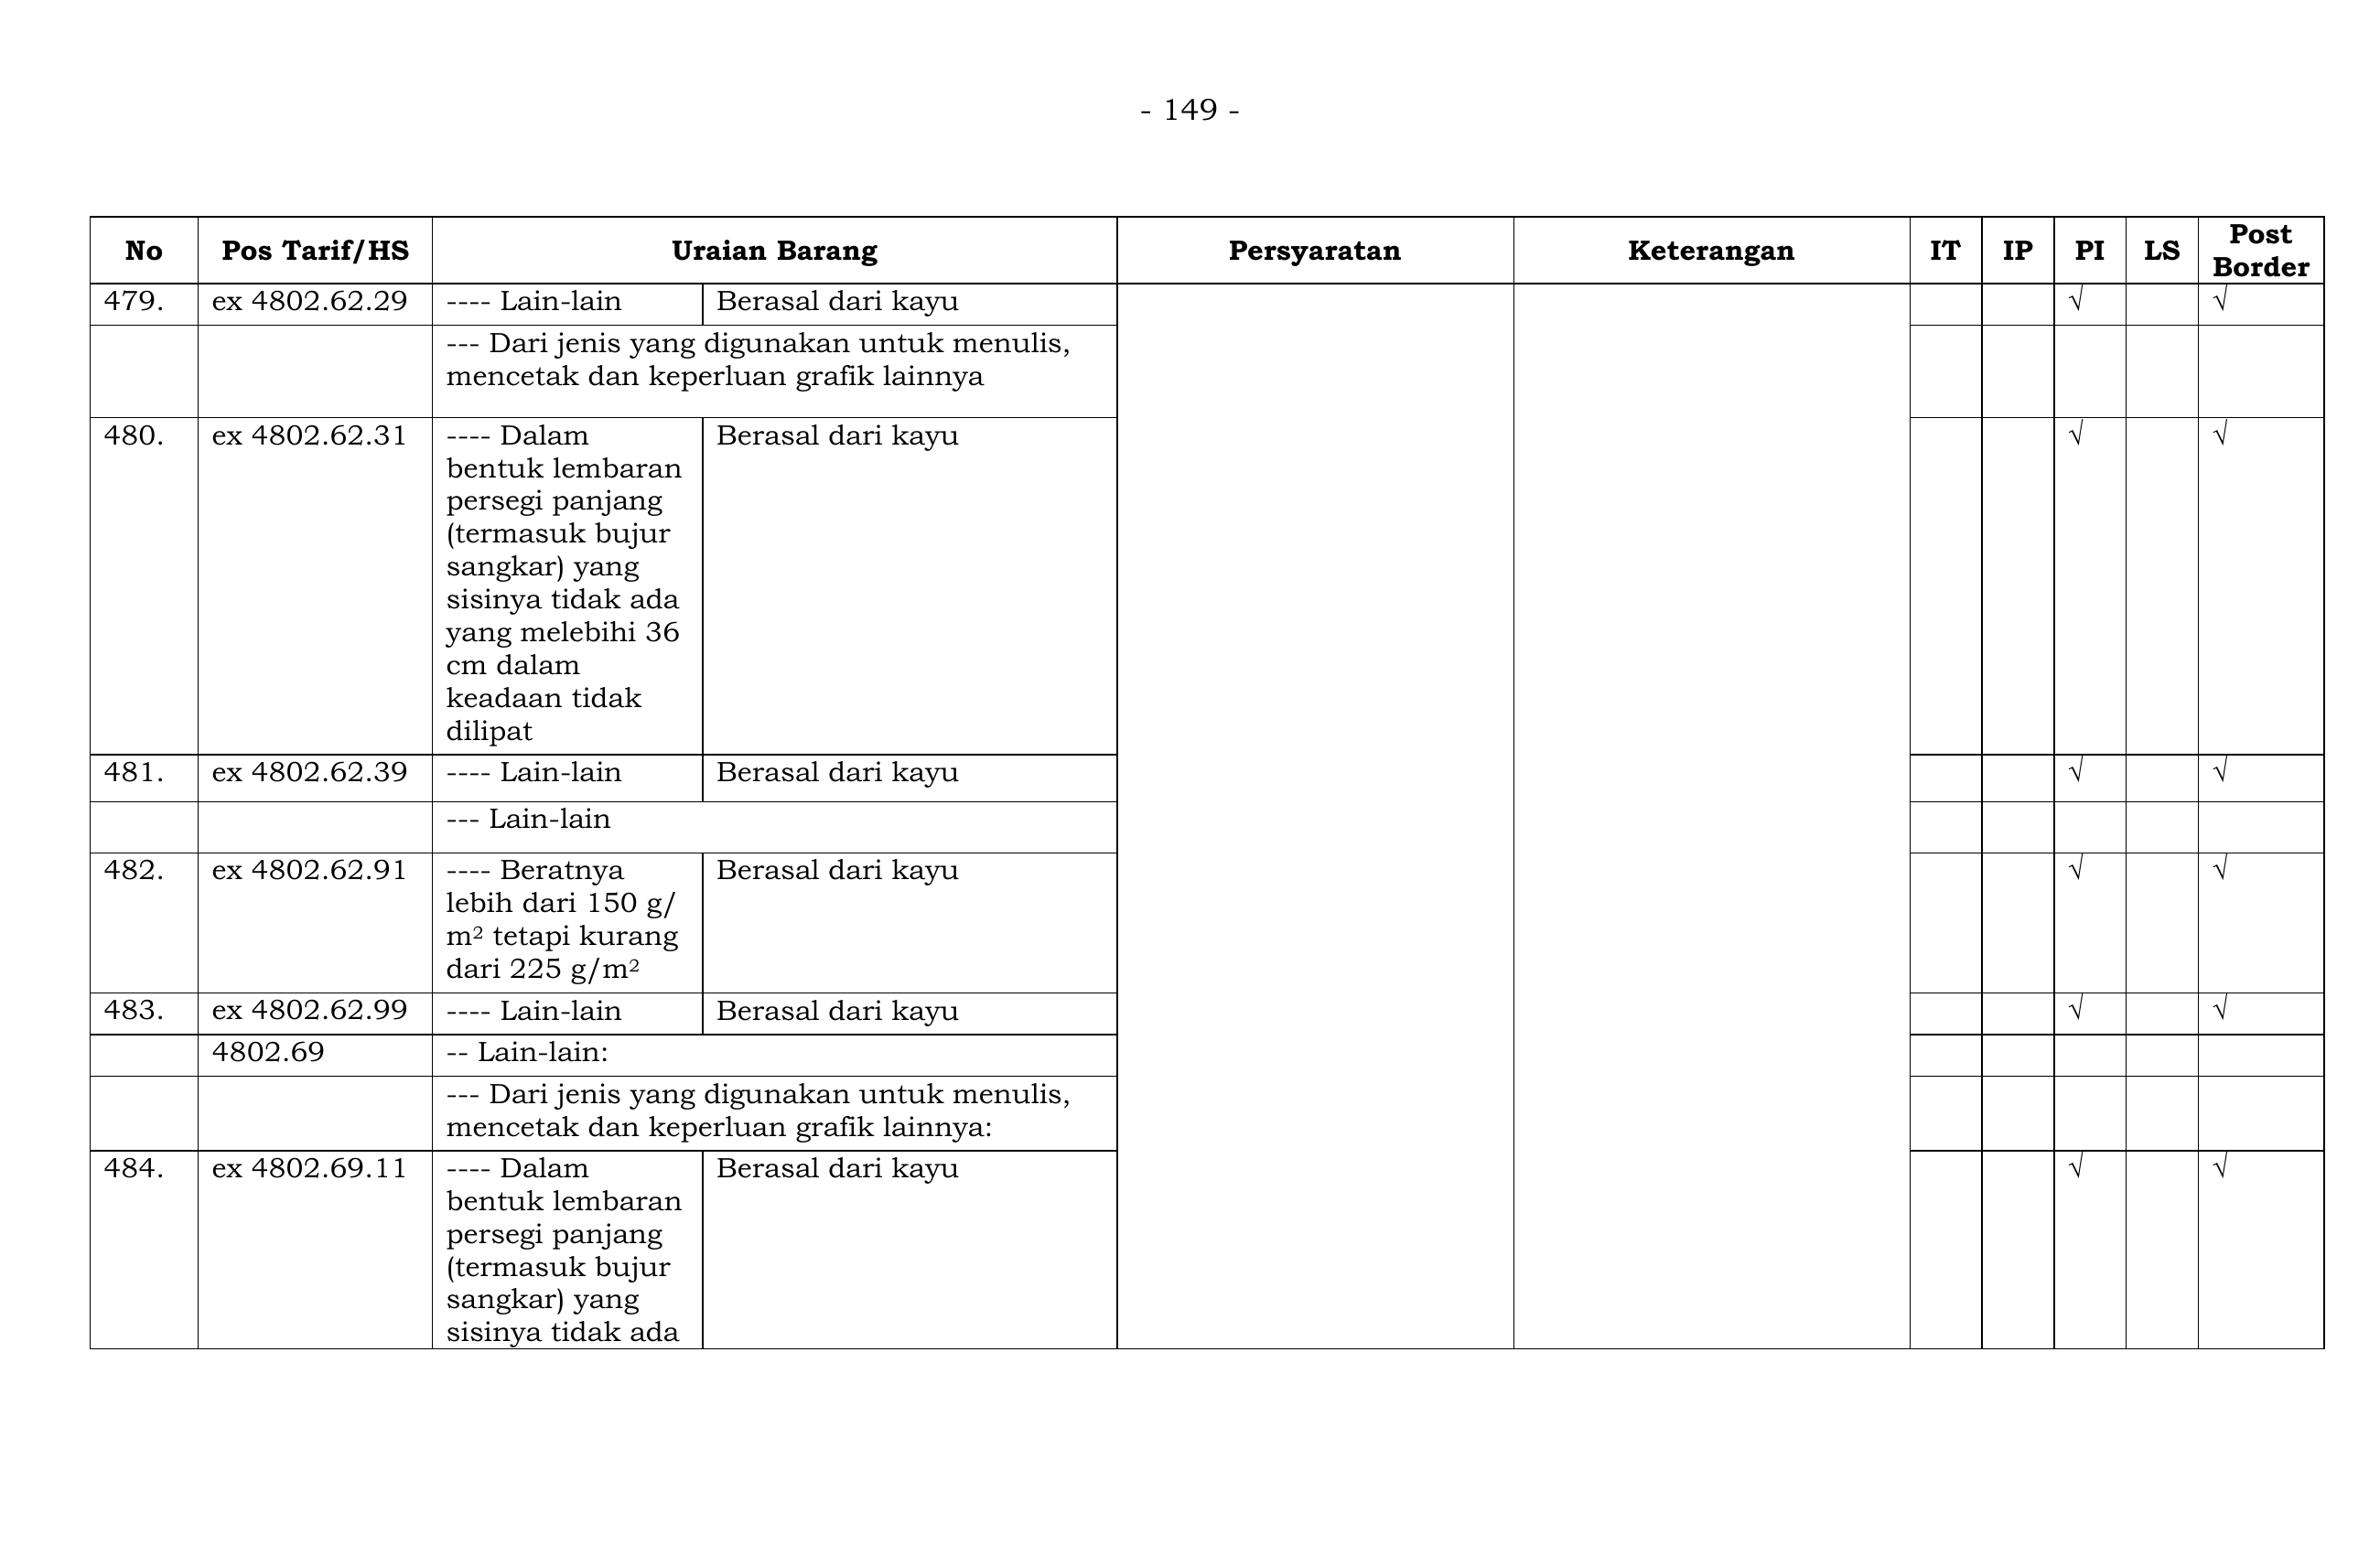 - 149 -
No Pos Tarif/HS Uraian Barang Persyaratan Keterangan IT IP PI LS Post Border
479. ex 4802.62.29 ---- Lain-lain Berasal dari kayu √ √
--- Dari jenis yang digunakan untuk menulis,
mencetak dan keperluan grafik lainnya
480. ex 4802.62.31 ---- Dalam Berasal dari kayu √ √
bentuk lembaran
persegi panjang
(termasuk bujur
sangkar) yang
sisinya tidak ada
yang melebihi 36
cm dalam
keadaan tidak
dilipat
481. ex 4802.62.39 ---- Lain-lain Berasal dari kayu √ √
--- Lain-lain
482. ex 4802.62.91 ---- Beratnya Berasal dari kayu √ √
lebih dari 150 g/
m² tetapi kurang
dari 225 g/m²
483. ex 4802.62.99 ---- Lain-lain Berasal dari kayu √ √
4802.69 -- Lain-lain:
--- Dari jenis yang digunakan untuk menulis,
mencetak dan keperluan grafik lainnya:
484. ex 4802.69.11 ---- Dalam Berasal dari kayu √ √
bentuk lembaran
persegi panjang
(termasuk bujur
sangkar) yang
sisinya tidak ada